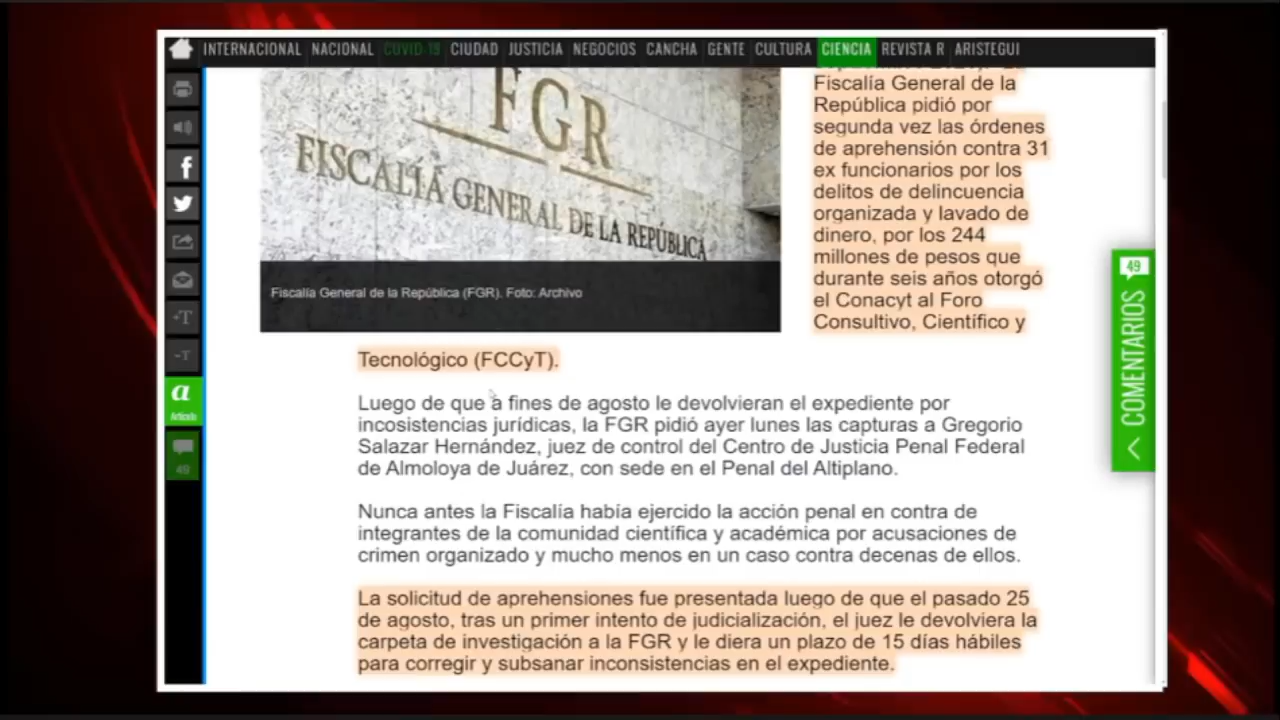 INTERNACIONAL NACIONAL COVID-19 CIUDAD JUSTICIA NEGOCIOS CANCHA GENTE CULTURA CIENCIA REVISTA R ARISTEGUI
FGR
FISCALÍA GENERAL DE LA REPÚBLICA
Fiscalía General de la República (FGR). Foto: Archivo
Fiscalía General de la
República pidió por
segunda vez las órdenes
de aprehensión contra 31
ex funcionarios por los
delitos de delincuencia
organizada y lavado de
dinero, por los 244
millones de pesos que
durante seis años otorgó
el Conacyt al Foro
Consultivo, Científico y
Tecnológico (FCCyT).
Luego de que a fines de agosto le devolvieran el expediente por
incosistencias jurídicas, la FGR pidió ayer lunes las capturas a Gregorio
Salazar Hernández, juez de control del Centro de Justicia Penal Federal
de Almoloya de Juárez, con sede en el Penal del Altiplano.
Nunca antes la Fiscalía había ejercido la acción penal en contra de
integrantes de la comunidad científica y académica por acusaciones de
crimen organizado y mucho menos en un caso contra decenas de ellos.
La solicitud de aprehensiones fue presentada luego de que el pasado 25
de agosto, tras un primer intento de judicialización, el juez le devolviera la
carpeta de investigación a la FGR y le diera un plazo de 15 días hábiles
para corregir y subsanar inconsistencias en el expediente.
+T
-T
a
Artículo
49
49
COMENTARIOS